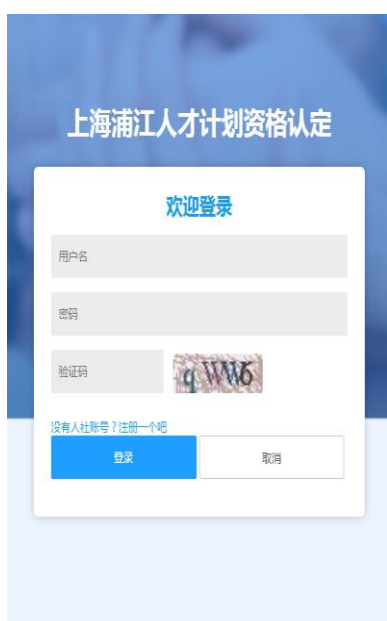 上海浦江人才计划资格认定
欢迎登录
用户名
密码
验证码
qWW6
没有人社账号？注册一个吧
登录
取消